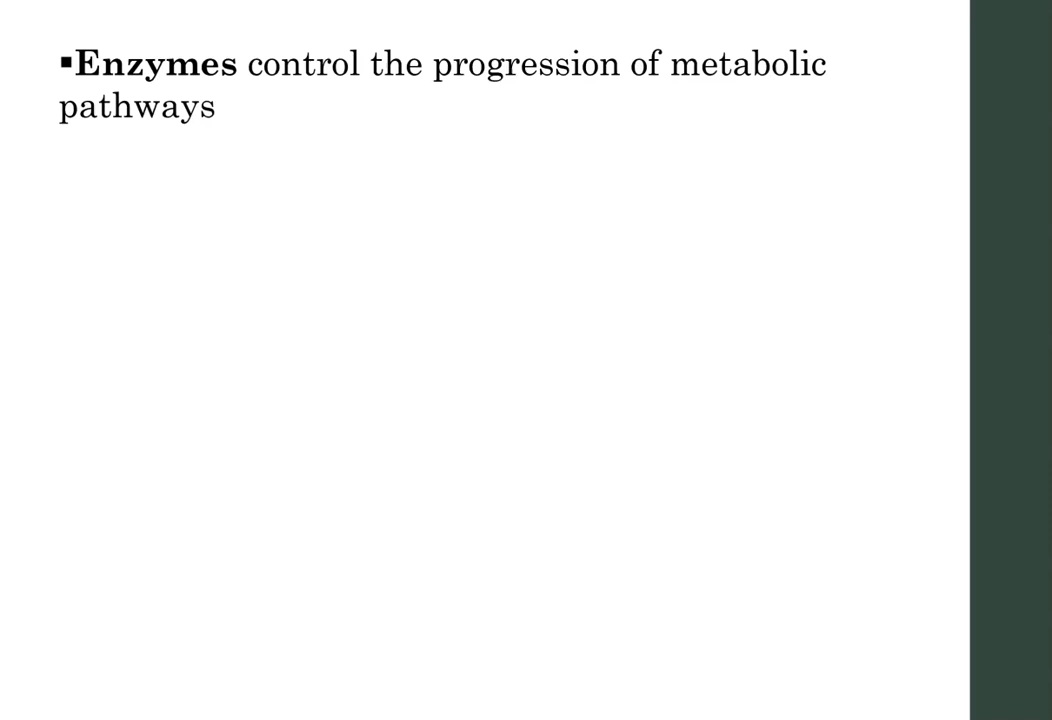 ▪Enzymes control the progression of metabolic
pathways